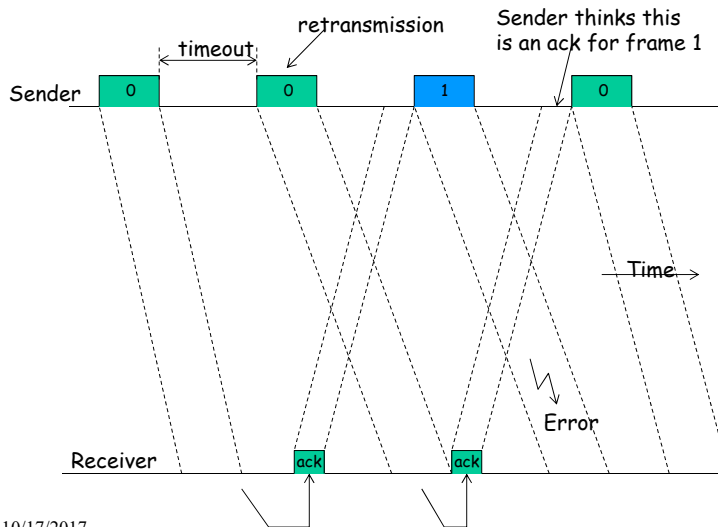 retransmission
Sender thinks this
is an ack for frame 1
timeout
Sender
0
0
1
0
Time
Error
Receiver
ack
ack
10/17/2017